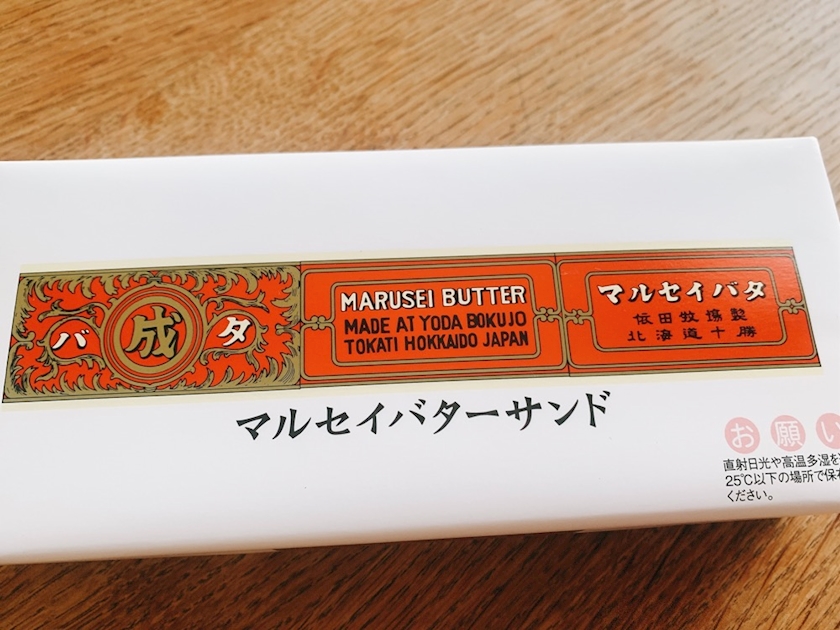 バ 成 タ
MARUSEI BUTTER
MADE AT YODA BOKUJO
TOKATI HOKKAIDO JAPAN
マルセイバタ
依田牧場製
北海道十勝
マルセイバターサンド
お願い
直射日光や高温多湿を
25℃以下の場所で保
ください。